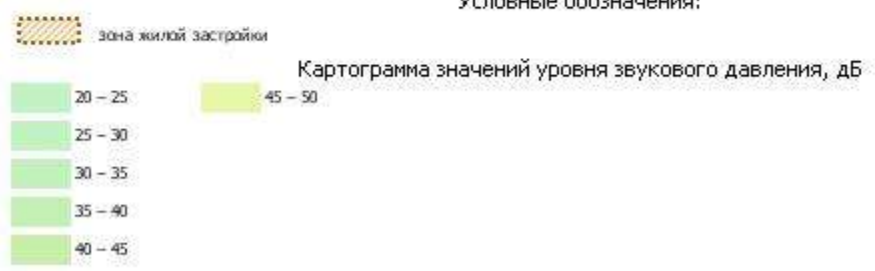 Условные обозначения:
зона жилой застройки
Картограмма значений уровня звукового давления, дБ
20 – 25
45 – 50
25 – 30
30 – 35
35 – 40
40 – 45